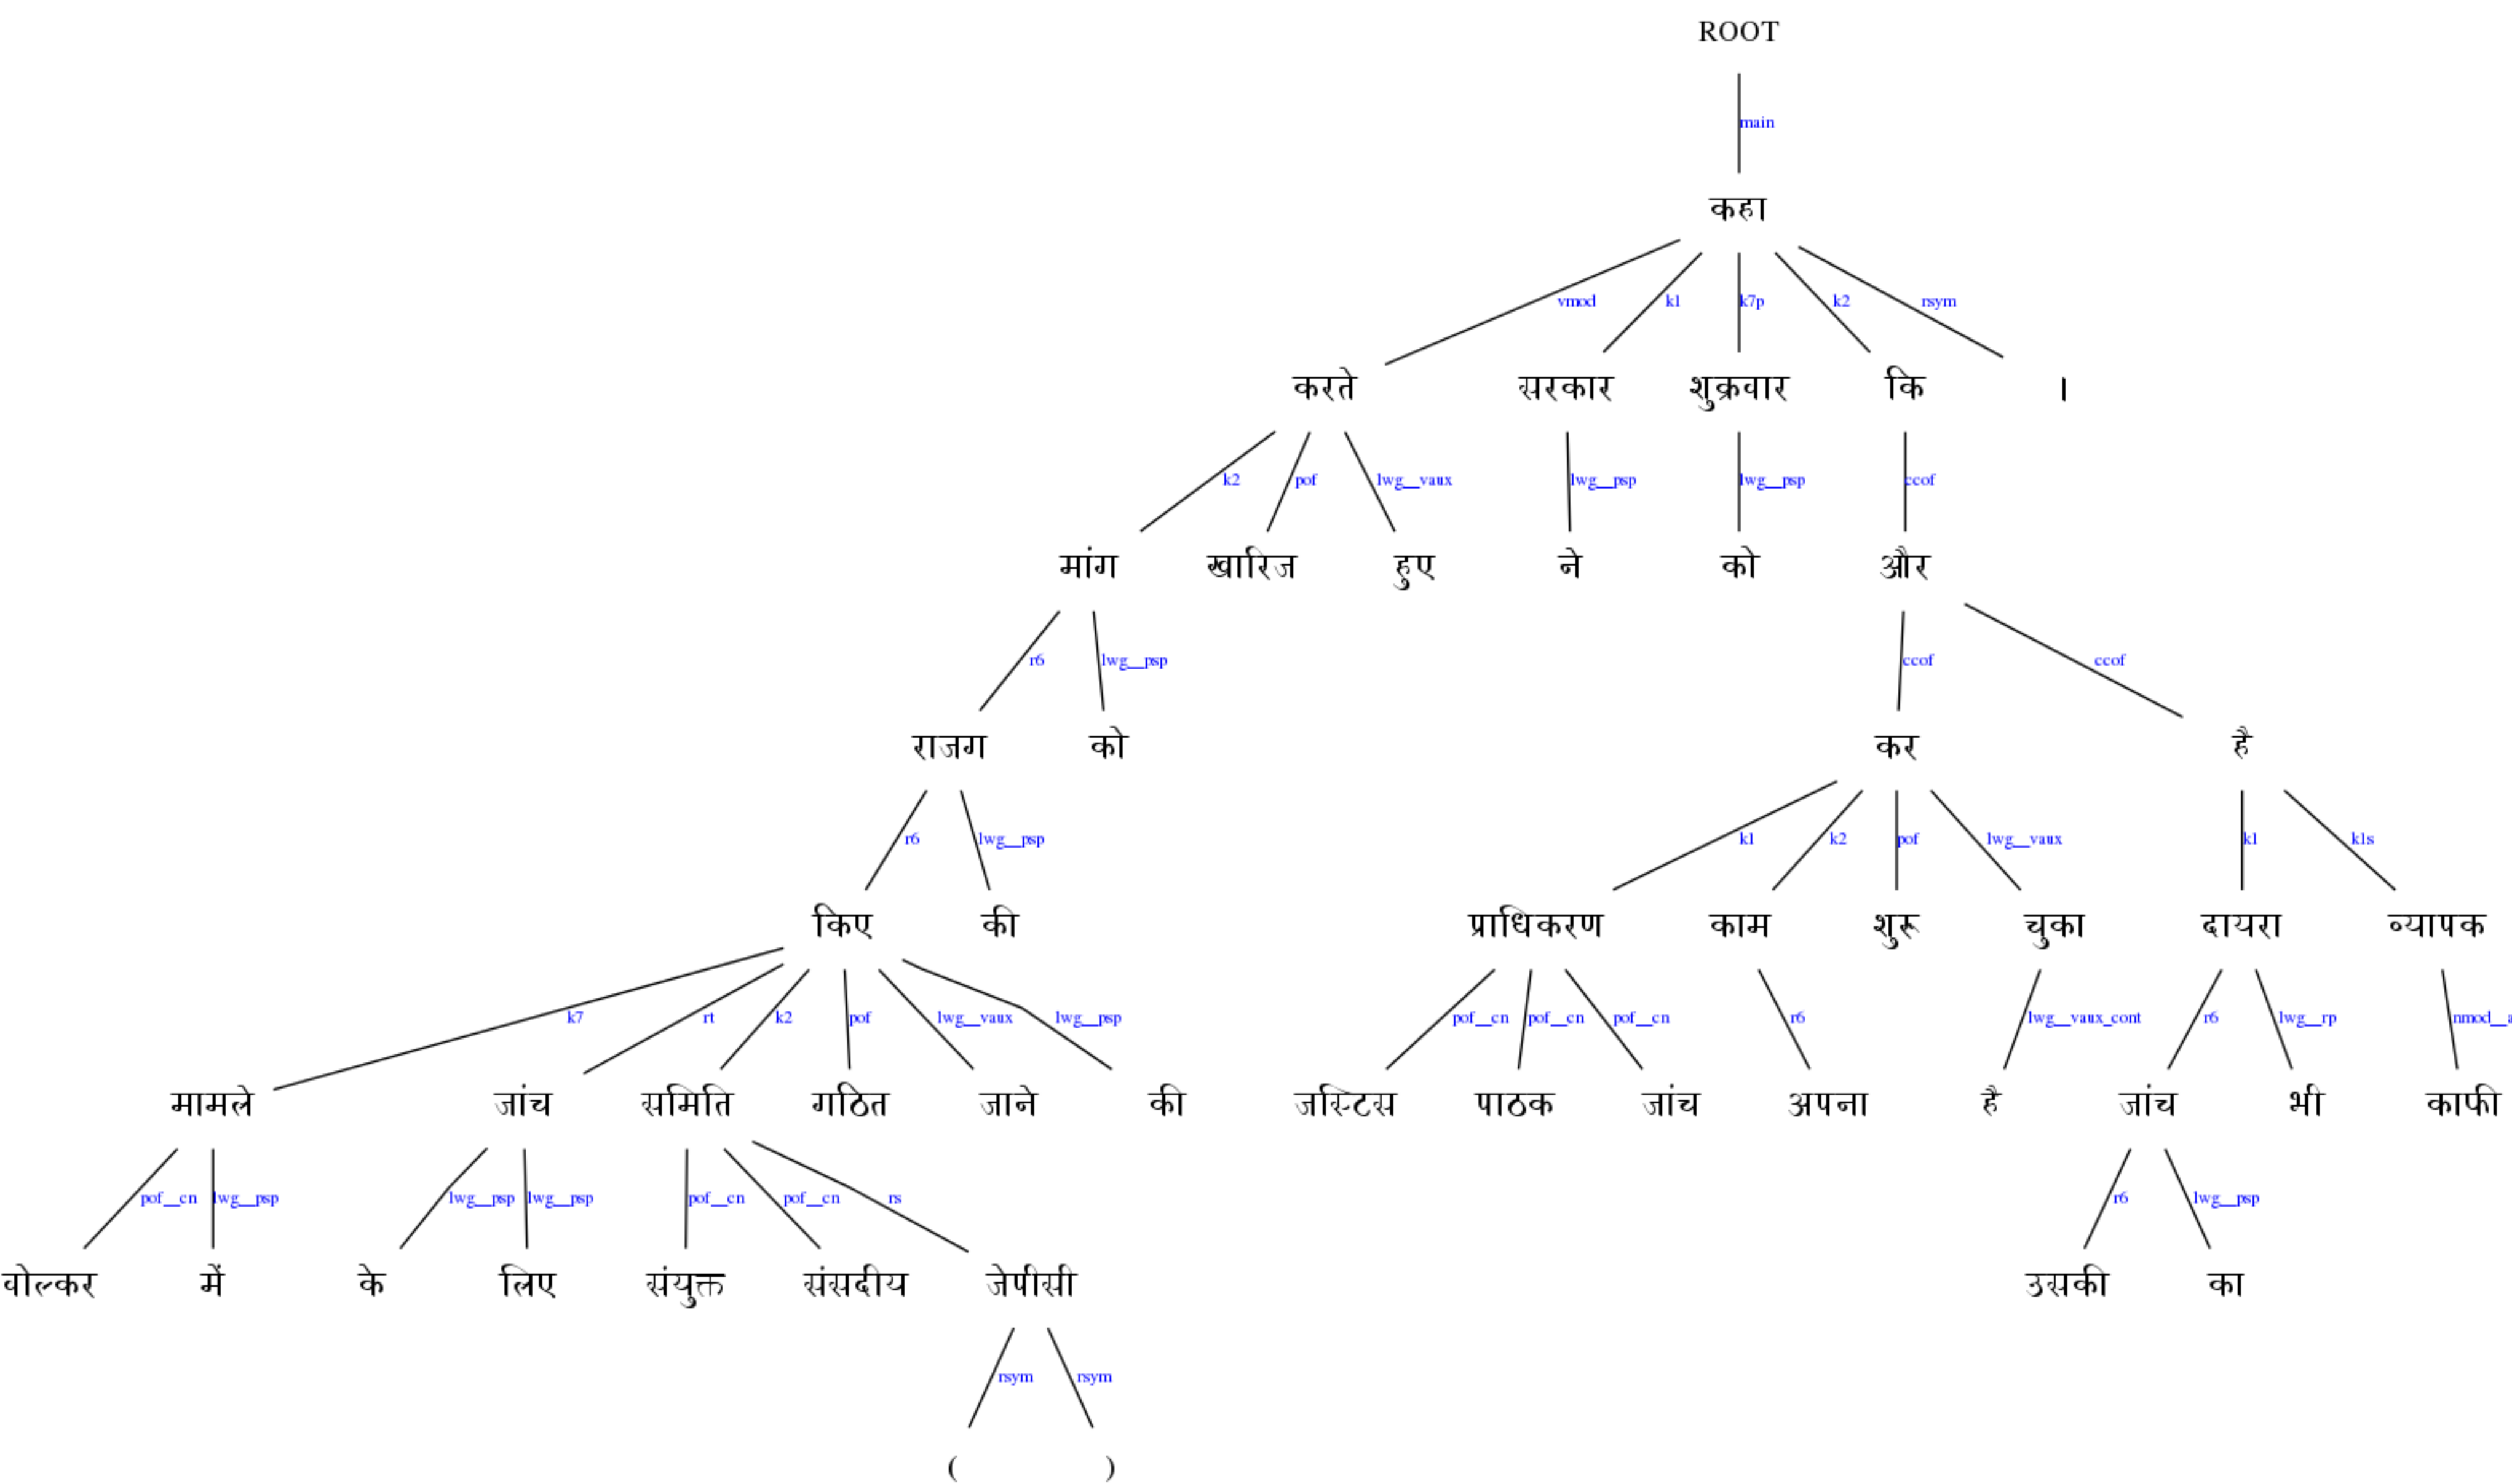 ROOT
main
कहा
vmod k1 k7p k2 rsym
करते सरकार शुक्रवार कि ।
k2 pof lwg__vaux lwg__psp lwg__psp ccof
मांग खारिज हुए ने को और
r6 lwg__psp ccof ccof
राजग को कर है
r6 lwg__psp k1 k2 pof lwg__vaux k1 k1s
किए की प्राधिकरण काम शुरू चुका दायरा व्यापक
k7 rt k2 pof lwg__vaux lwg__psp pof__cn pof__cn pof__cn r6 lwg__vaux_cont r6 lwg__rp nmod__a
मामले जांच समिति गठित जाने की जस्टिस पाठक जांच अपना है जांच भी काफी
pof__cn lwg__psp lwg__psp lwg__psp pof__cn pof__cn rs r6 lwg__psp
वोल्कर में के लिए संयुक्त संसदीय जेपीसी उसकी का
rsym rsym
( )